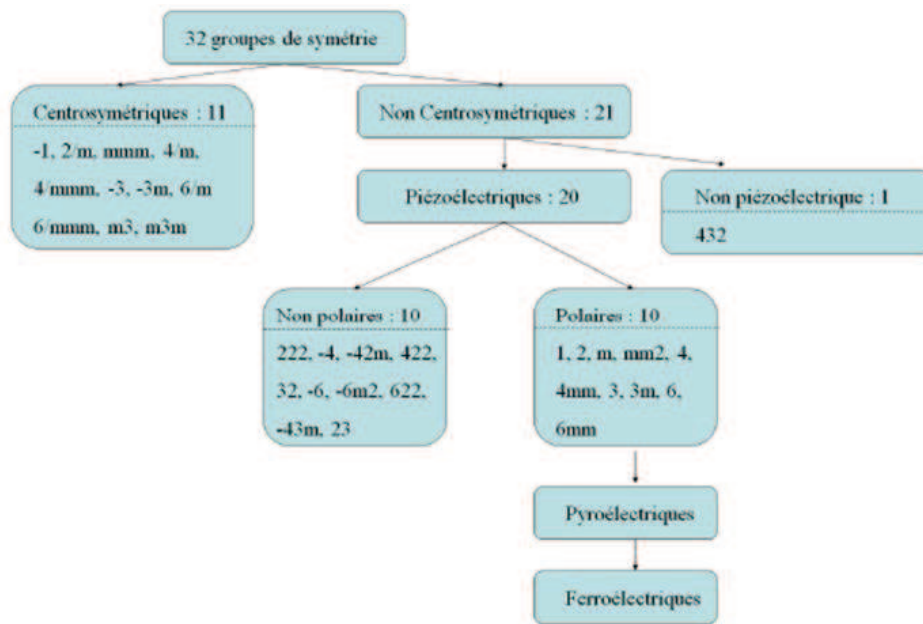 32 groupes de symétrie
Centrosymétriques : 11
-1, 2/m, mmm, 4/m,
4/mmm, -3, -3m, 6/m
6/mmm, m3, m3m
Non Centrosymétriques : 21
Piézoélectriques : 20
Non piézoélectrique : 1
432
Non polaires : 10
222, -4, -42m, 422,
32, -6, -6m2, 622,
-43m, 23
Polaires : 10
1, 2, m, mm2, 4,
4mm, 3, 3m, 6,
6mm
Pyroélectriques
Ferroélectriques